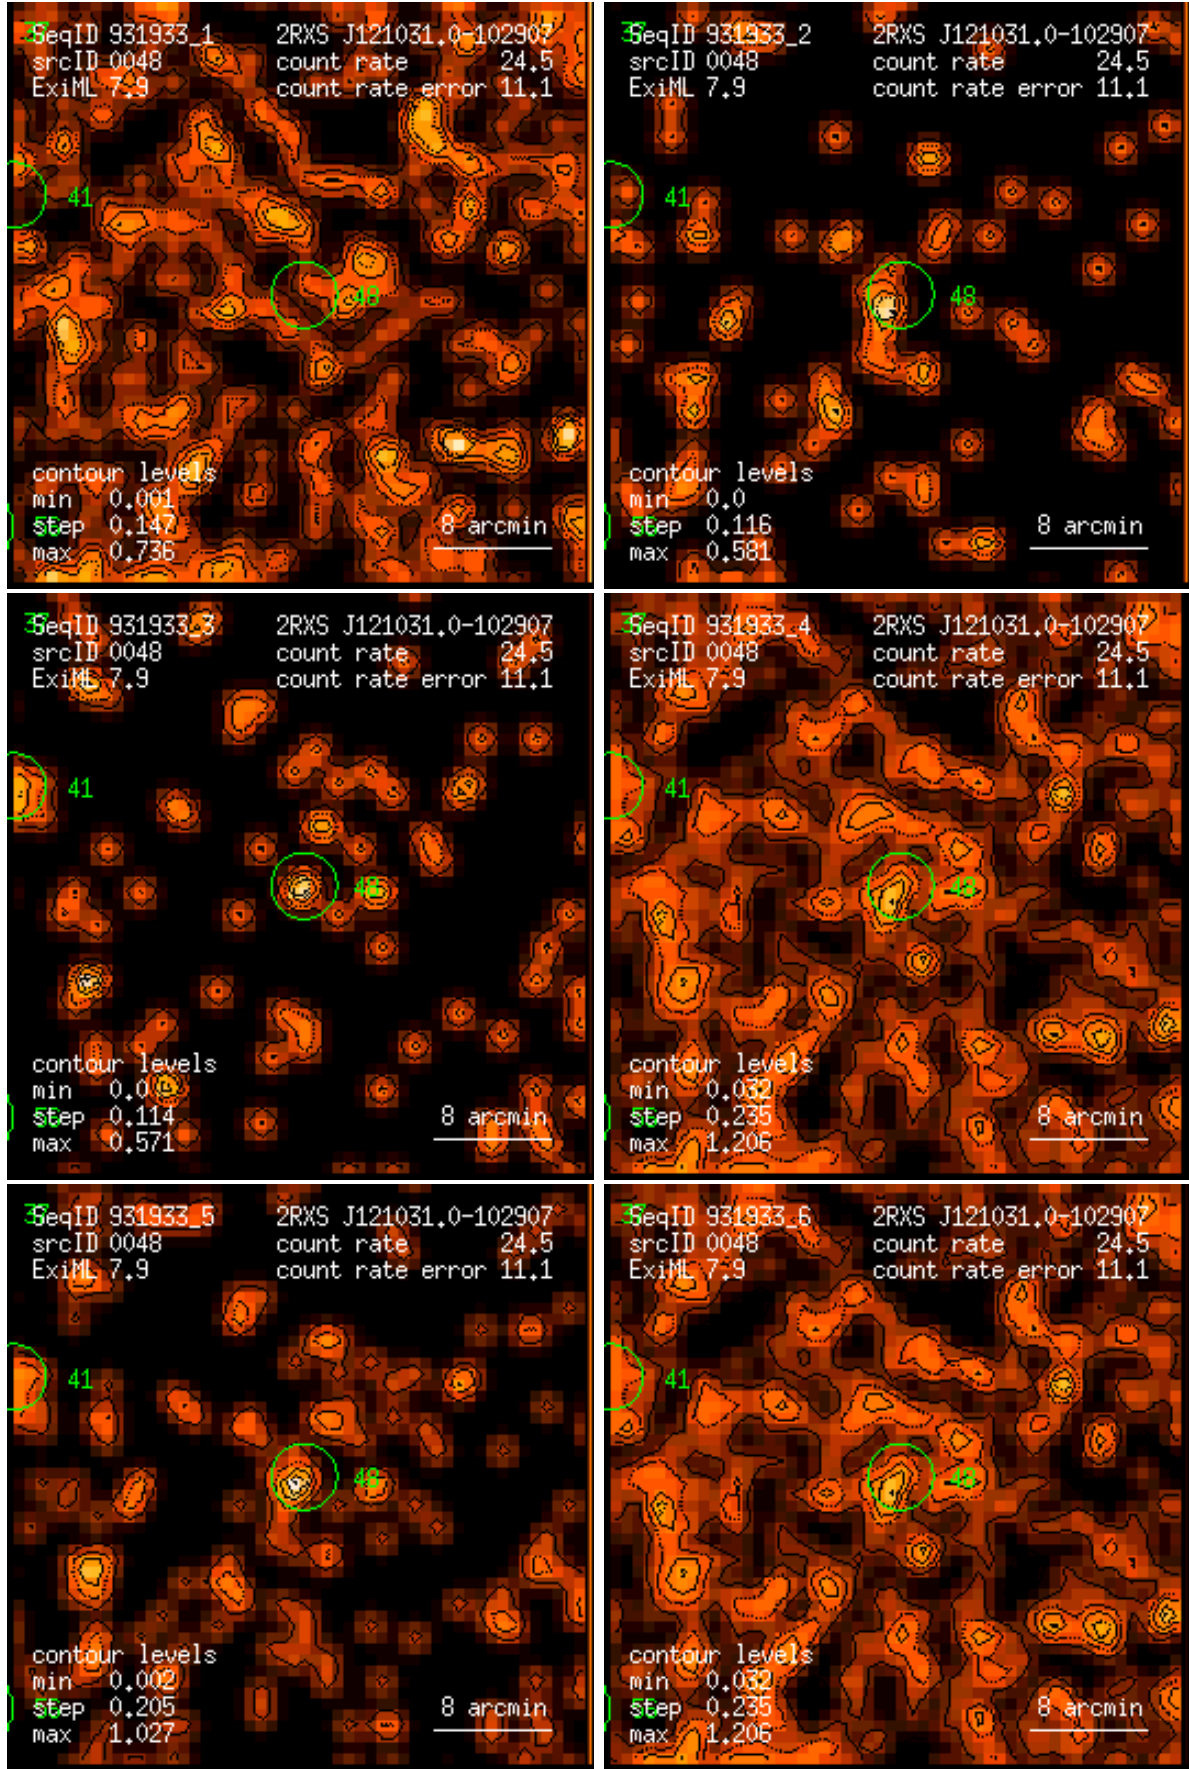 37 SeqID 931933_1 2RXS J121031.0-102907
srcID 0048 count rate 24.5
ExiML 7.9 count rate error 11.1
41
48
contour levels
min 0.001
step 0.147
max 0.736
8 arcmin
37 SeqID 931933_2 2RXS J121031.0-102907
srcID 0048 count rate 24.5
ExiML 7.9 count rate error 11.1
41
48
contour levels
min 0.0
step 0.116
max 0.581
8 arcmin
37 SeqID 931933_3 2RXS J121031.0-102907
srcID 0048 count rate 24.5
ExiML 7.9 count rate error 11.1
41
48
contour levels
min 0.0
step 0.114
max 0.571
8 arcmin
37 SeqID 931933_4 2RXS J121031.0-102907
srcID 0048 count rate 24.5
ExiML 7.9 count rate error 11.1
41
48
contour levels
min 0.032
step 0.235
max 1.206
8 arcmin
37 SeqID 931933_5 2RXS J121031.0-102907
srcID 0048 count rate 24.5
ExiML 7.9 count rate error 11.1
41
48
contour levels
min 0.002
step 0.205
max 1.027
8 arcmin
37 SeqID 931933_6 2RXS J121031.0-102907
srcID 0048 count rate 24.5
ExiML 7.9 count rate error 11.1
41
48
contour levels
min 0.032
step 0.235
max 1.206
8 arcmin